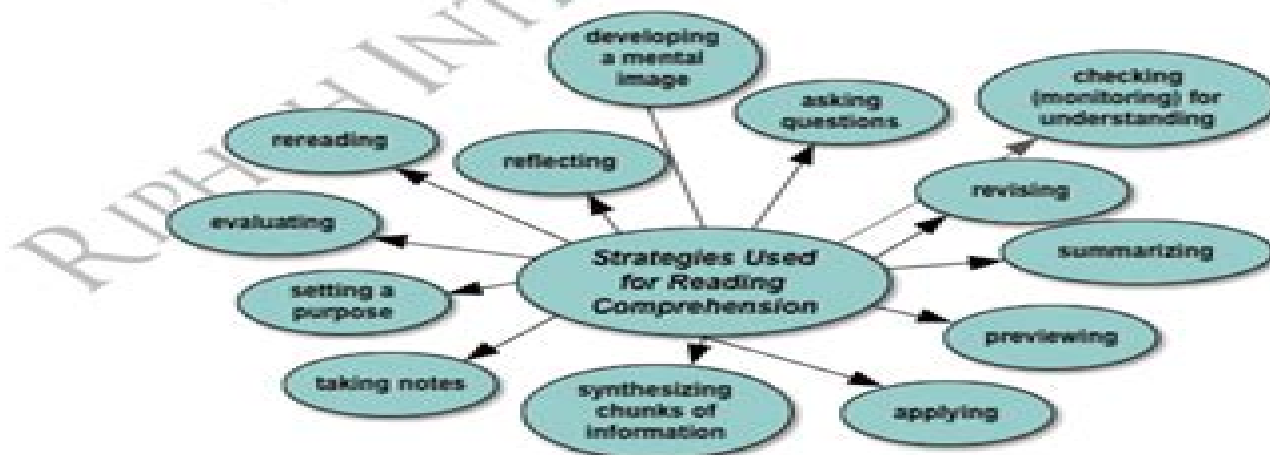 developing
a mental
image
asking
questions
checking
(monitoring) for
understanding
rereading
reflecting
revising
evaluating
summarizing
Strategies Used
for Reading
Comprehension
setting a
purpose
previewing
taking notes
synthesizing
chunks of
information
applying